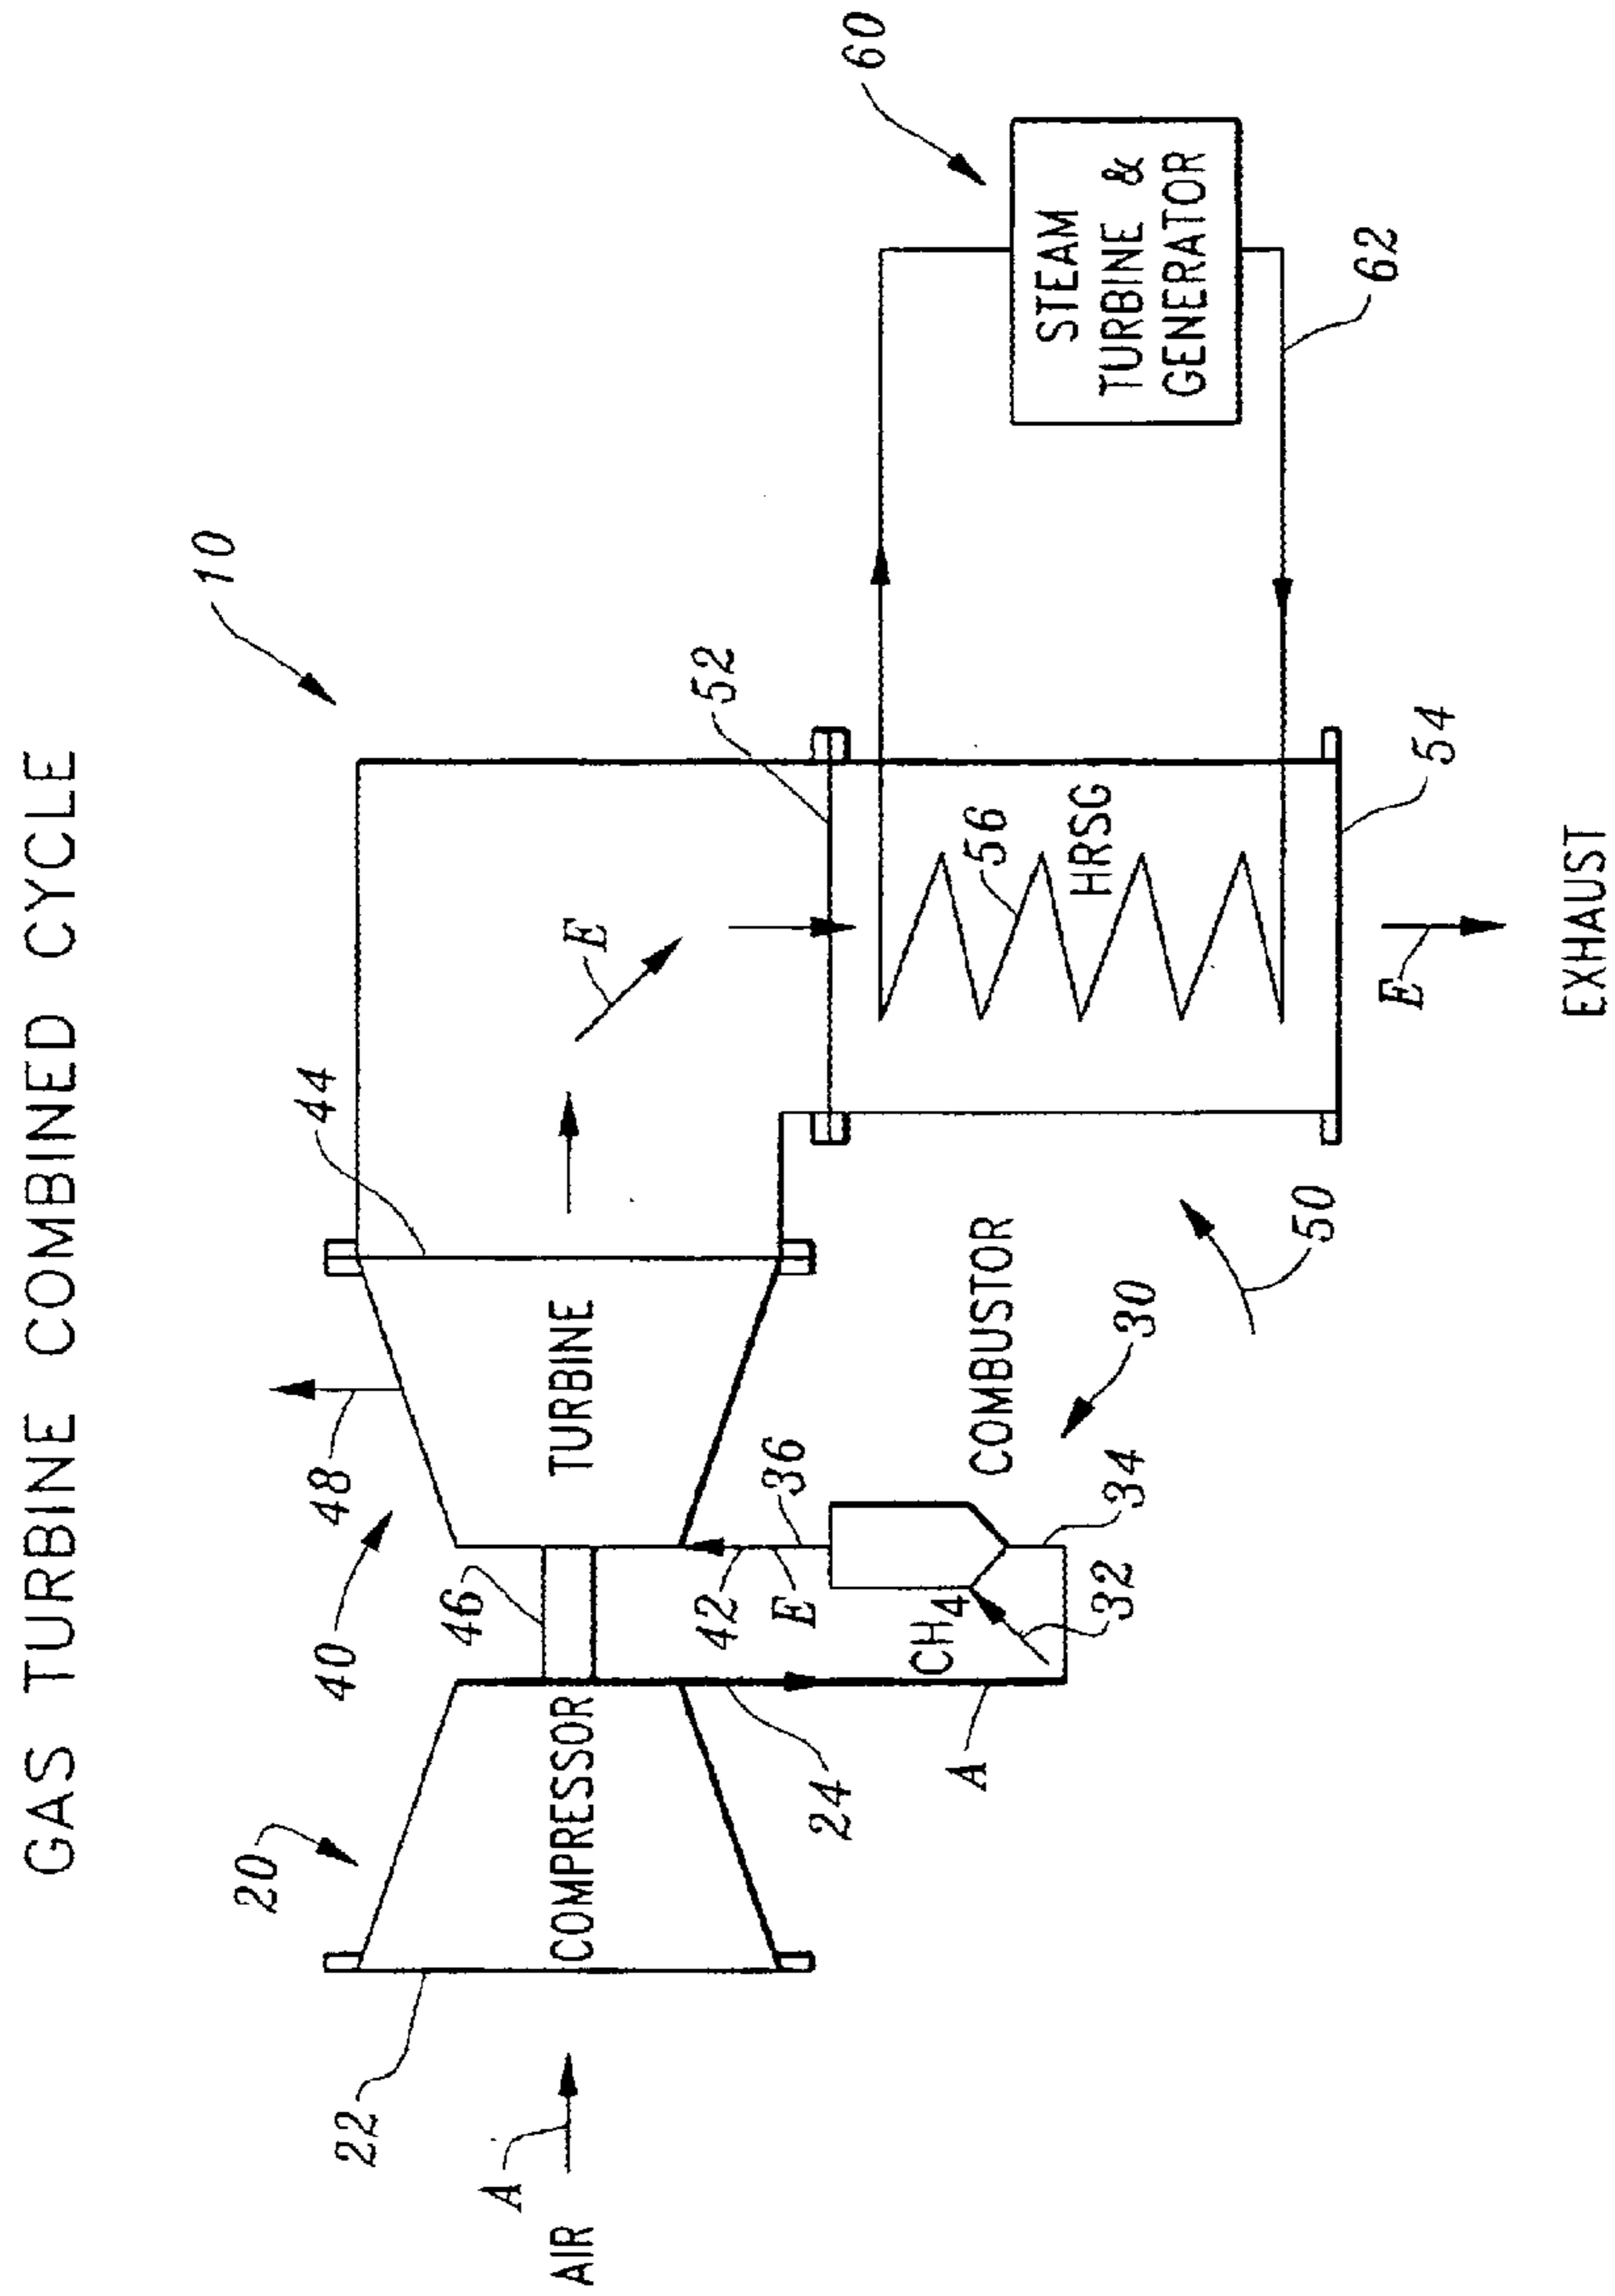 GAS TURBINE COMBINED CYCLE
10
60
20
40
48
44
22
46
52
E
A
AIR
COMPRESSOR
TURBINE
24
42
E
36
A
CH4
32
34
30
COMBUSTOR
50
56
HRSG
STEAM
TURBINE &
GENERATOR
62
54
E
EXHAUST